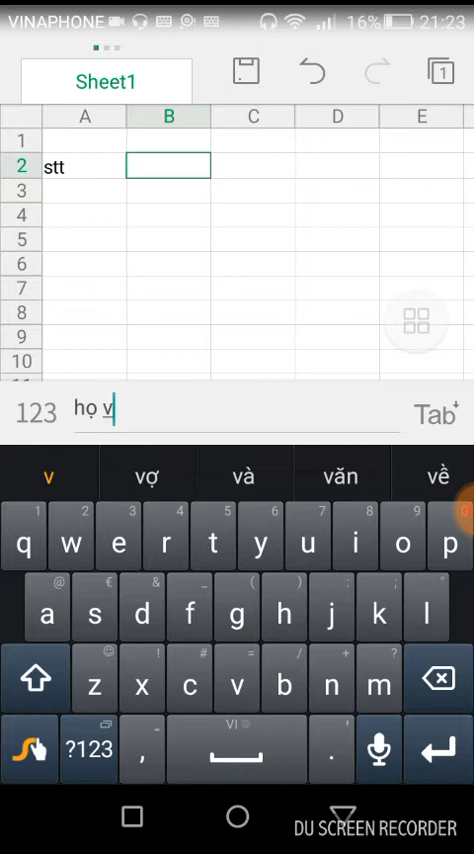 VINAPHONE 16% 21:23
Sheet1 1
A B C D E
1
2 stt
3
4
5
6
7
8
9
10
123 họ v Tab
v vợ và văn về
1 2 3 4 5 6 7 8 9 0
q w e r t y u i o p
@ € & _ ( ) : ; "
a s d f g h j k l
! # = / + ?
z x c v b n m
VI
?123 , .
DU SCREEN RECORDER